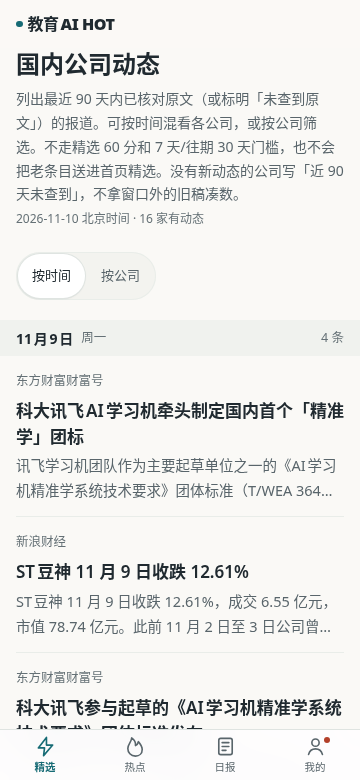 教育 AI HOT
国内公司动态
列出最近 90 天内已核对原文（或标明「未查到原
文」）的报道。可按时间混看各公司，或按公司筛
选。不走精选 60 分和 7 天/往期 30 天门槛，也不会
把老条目送进首页精选。没有新动态的公司写「近 90
天未查到」，不拿窗口外的旧稿凑数。
2026-11-10 北京时间 · 16 家有动态
按时间 按公司
11月9日 周一 4 条
东方财富财富号
科大讯飞AI学习机牵头制定国内首个「精准
学」团标
讯飞学习机团队作为主要起草单位之一的《AI学习
机精准学系统技术要求》团体标准（T/WEA 364...
新浪财经
ST豆神 11 月 9 日收跌 12.61%
ST豆神 11 月 9 日收跌 12.61%，成交 6.55 亿元，
市值 78.74 亿元。此前 11 月 2 日至 3 日公司曾...
东方财富财富号
科大讯飞参与起草的《AI学习机精准学系统
技术要求》团体标准发布
精选 热点 日报 我的